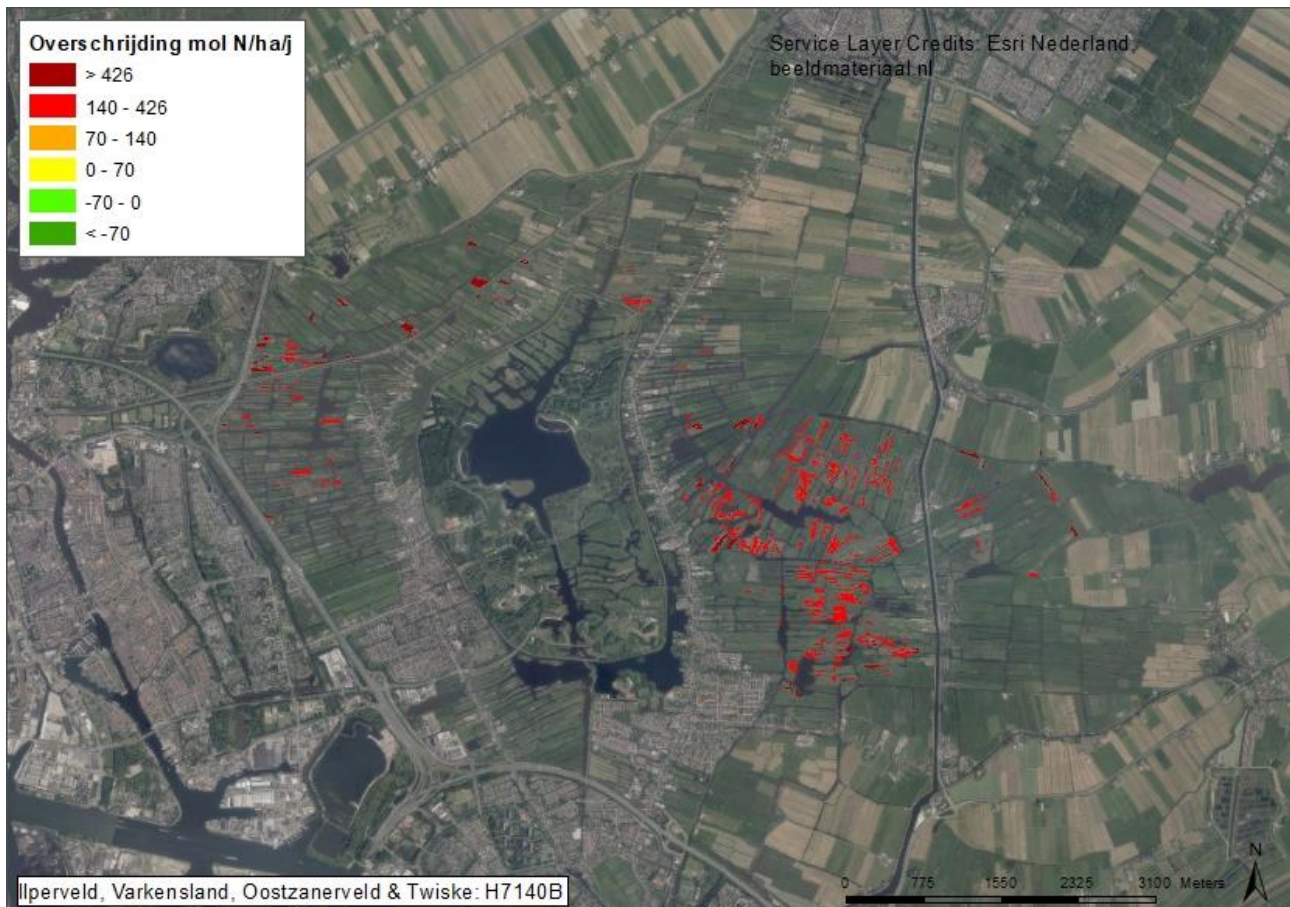 Overschrijding mol N/ha/j
> 426
140 - 426
70 - 140
0 - 70
-70 - 0
< -70
Service Layer Credits: Esri Nederland,
beeldmateriaal.nl
N
0 775 1550 2325 3100 Meters
Ilperveld, Varkensland, Oostzanerveld & Twiske: H7140B